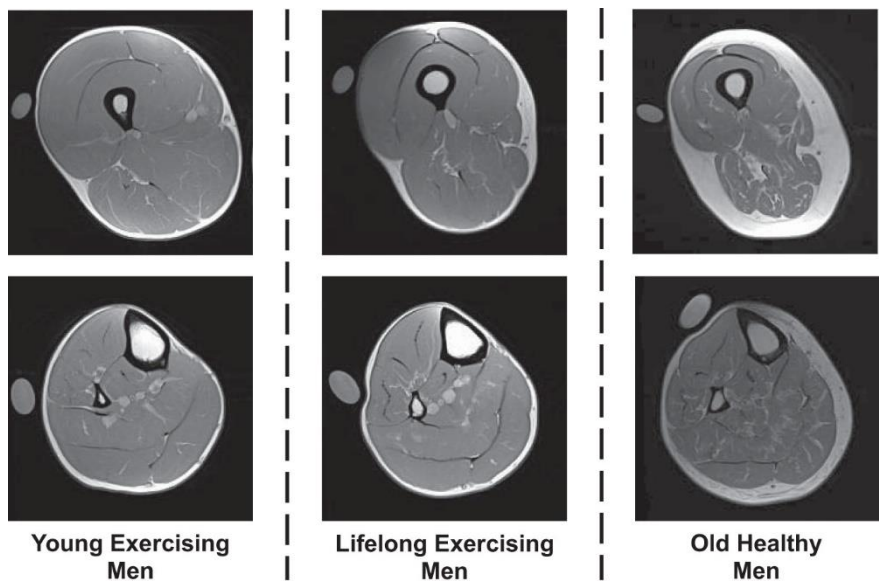 Young Exercising
Men
Lifelong Exercising
Men
Old Healthy
Men